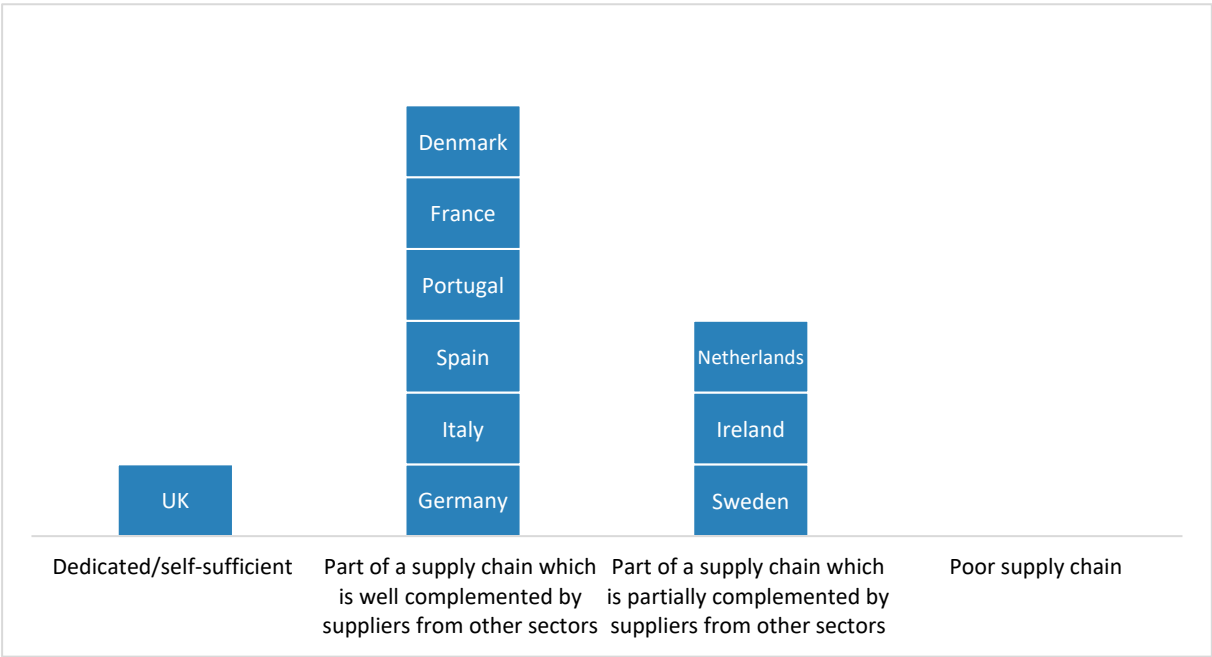 Denmark
France
Portugal
Spain
Netherlands
Italy
Ireland
UK
Germany
Sweden
Dedicated/self-sufficient
Part of a supply chain which
is well complemented by
suppliers from other sectors
Part of a supply chain which
is partially complemented by
suppliers from other sectors
Poor supply chain